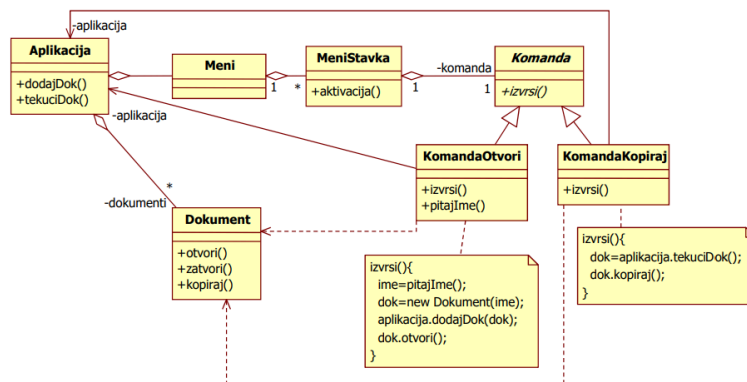 -aplikacija
Aplikacija
+dodajDok()
+tekuciDok()
Meni
1
*
MeniStavka
+aktivacija()
1
-komanda
1
Komanda
+izvrsi()
-aplikacija
KomandaOtvori
+izvrsi()
+pitajIme()
KomandaKopiraj
+izvrsi()
*
-dokumenti
Dokument
+otvori()
+zatvori()
+kopiraj()
izvrsi(){
ime=pitajIme();
dok=new Dokument(ime);
aplikacija.dodajDok(dok);
dok.otvori();
}
izvrsi(){
dok=aplikacija.tekuciDok();
dok.kopiraj();
}